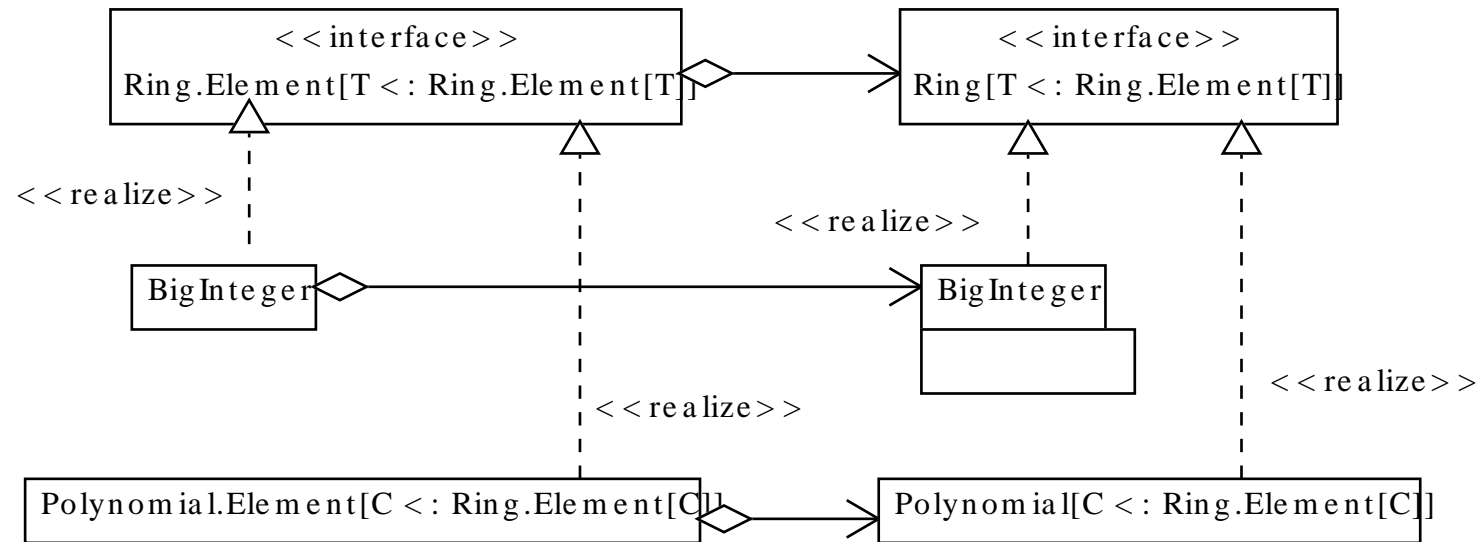 <<interface>>
Ring.Element[T <: Ring.Element[T]]
<<interface>>
Ring[T <: Ring.Element[T]]
<<realize>>
<<realize>>
BigInteger
BigInteger
<<realize>>
<<realize>>
Polynomial.Element[C <: Ring.Element[C]]
Polynomial[C <: Ring.Element[C]]